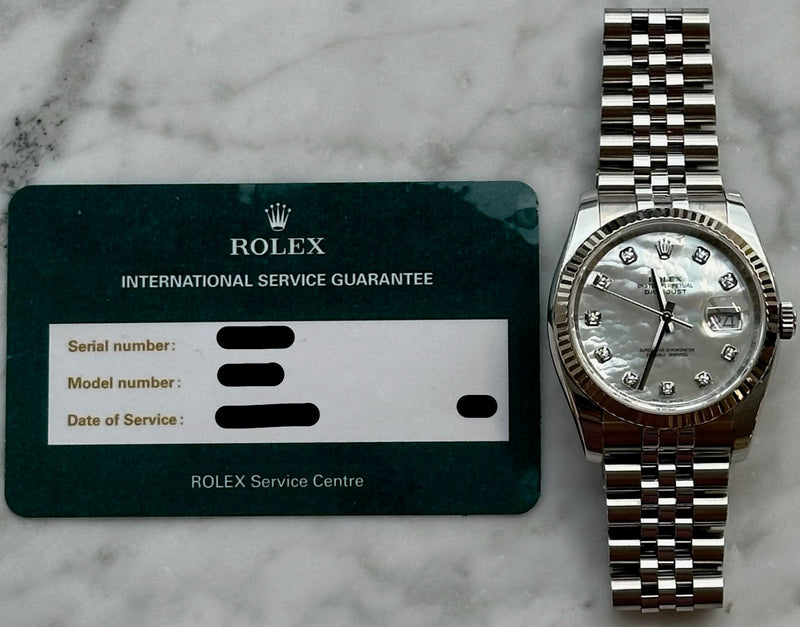 ROLEX
INTERNATIONAL SERVICE GUARANTEE
Serial number:
Model number:
Date of Service:
ROLEX Service Centre
ROLEX
OYSTER PERPETUAL
DATEJUST